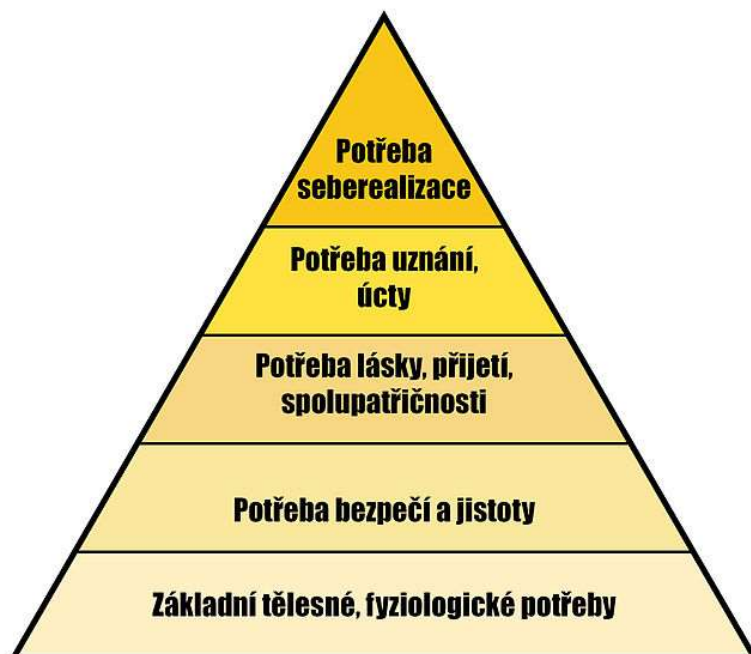 Potřeba
seberealizace
Potřeba uznání,
úcty
Potřeba lásky, přijetí,
spolupatřičnosti
Potřeba bezpečí a jistoty
Základní tělesné, fyziologické potřeby